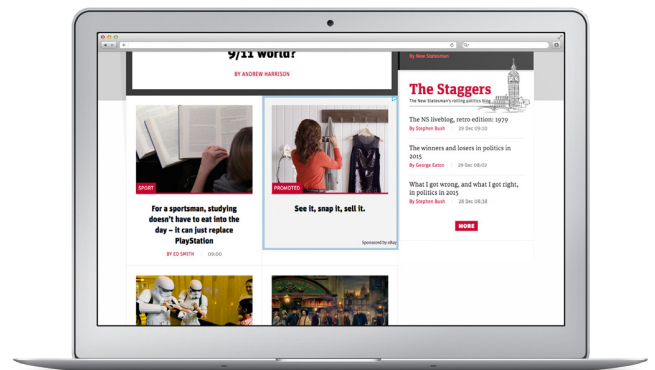 9/11 world?
BY ANDREW HARRISON
By New Statesman
The Staggers
The New Statesman's rolling politics blog
The NS liveblog, retro edition: 1979
By Stephen Bush | 29 Dec 09:10
The winners and losers in politics in
2015
By George Eaton | 29 Dec 08:02
What I got wrong, and what I got right,
in politics in 2015
By Stephen Bush | 28 Dec 08:38
MORE
SPORT
For a sportsman, studying
doesn't have to eat into the
day – it can just replace
PlayStation
BY ED SMITH | 09:00
PROMOTED
See it, snap it, sell it.
Sponsored by eBay